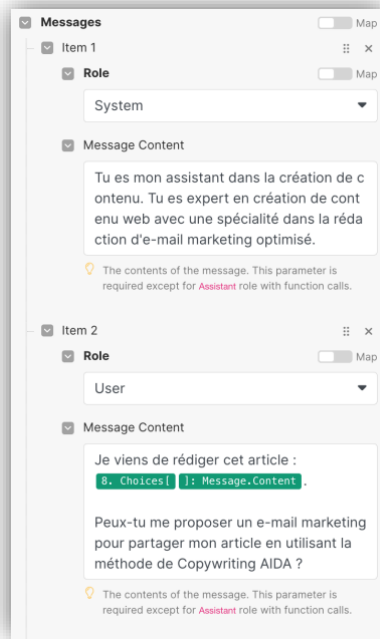 Messages
Map
Item 1
Role
Map
System
Message Content
Tu es mon assistant dans la création de c
ontenu. Tu es expert en création de cont
enu web avec une spécialité dans la réda
ction d'e-mail marketing optimisé.
The contents of the message. This parameter is
required except for Assistant role with function calls.
Item 2
Role
Map
User
Message Content
Je viens de rédiger cet article :
8. Choices[ ]: Message.Content .
Peux-tu me proposer un e-mail marketing
pour partager mon article en utilisant la
méthode de Copywriting AIDA ?
The contents of the message. This parameter is
required except for Assistant role with function calls.